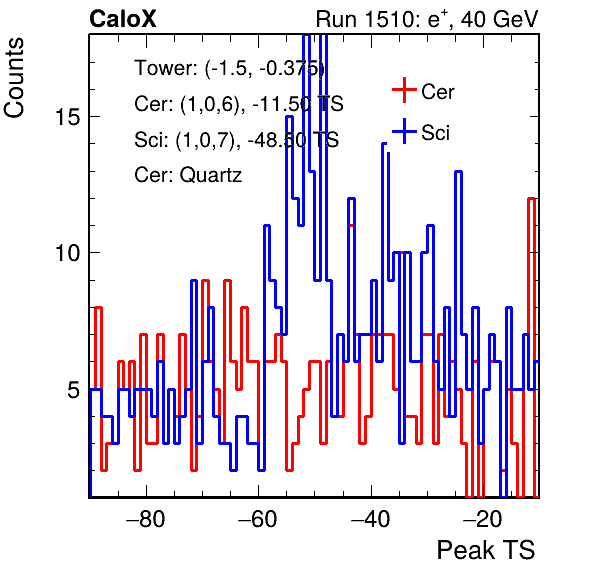 CaloX Run 1510: e⁺, 40 GeV
Counts
Tower: (-1.5, -0.375)
Cer: (1,0,6), -11.50 TS
Sci: (1,0,7), -48.50 TS
Cer: Quartz
Cer
Sci
15
10
5
−80 −60 −40 −20
Peak TS